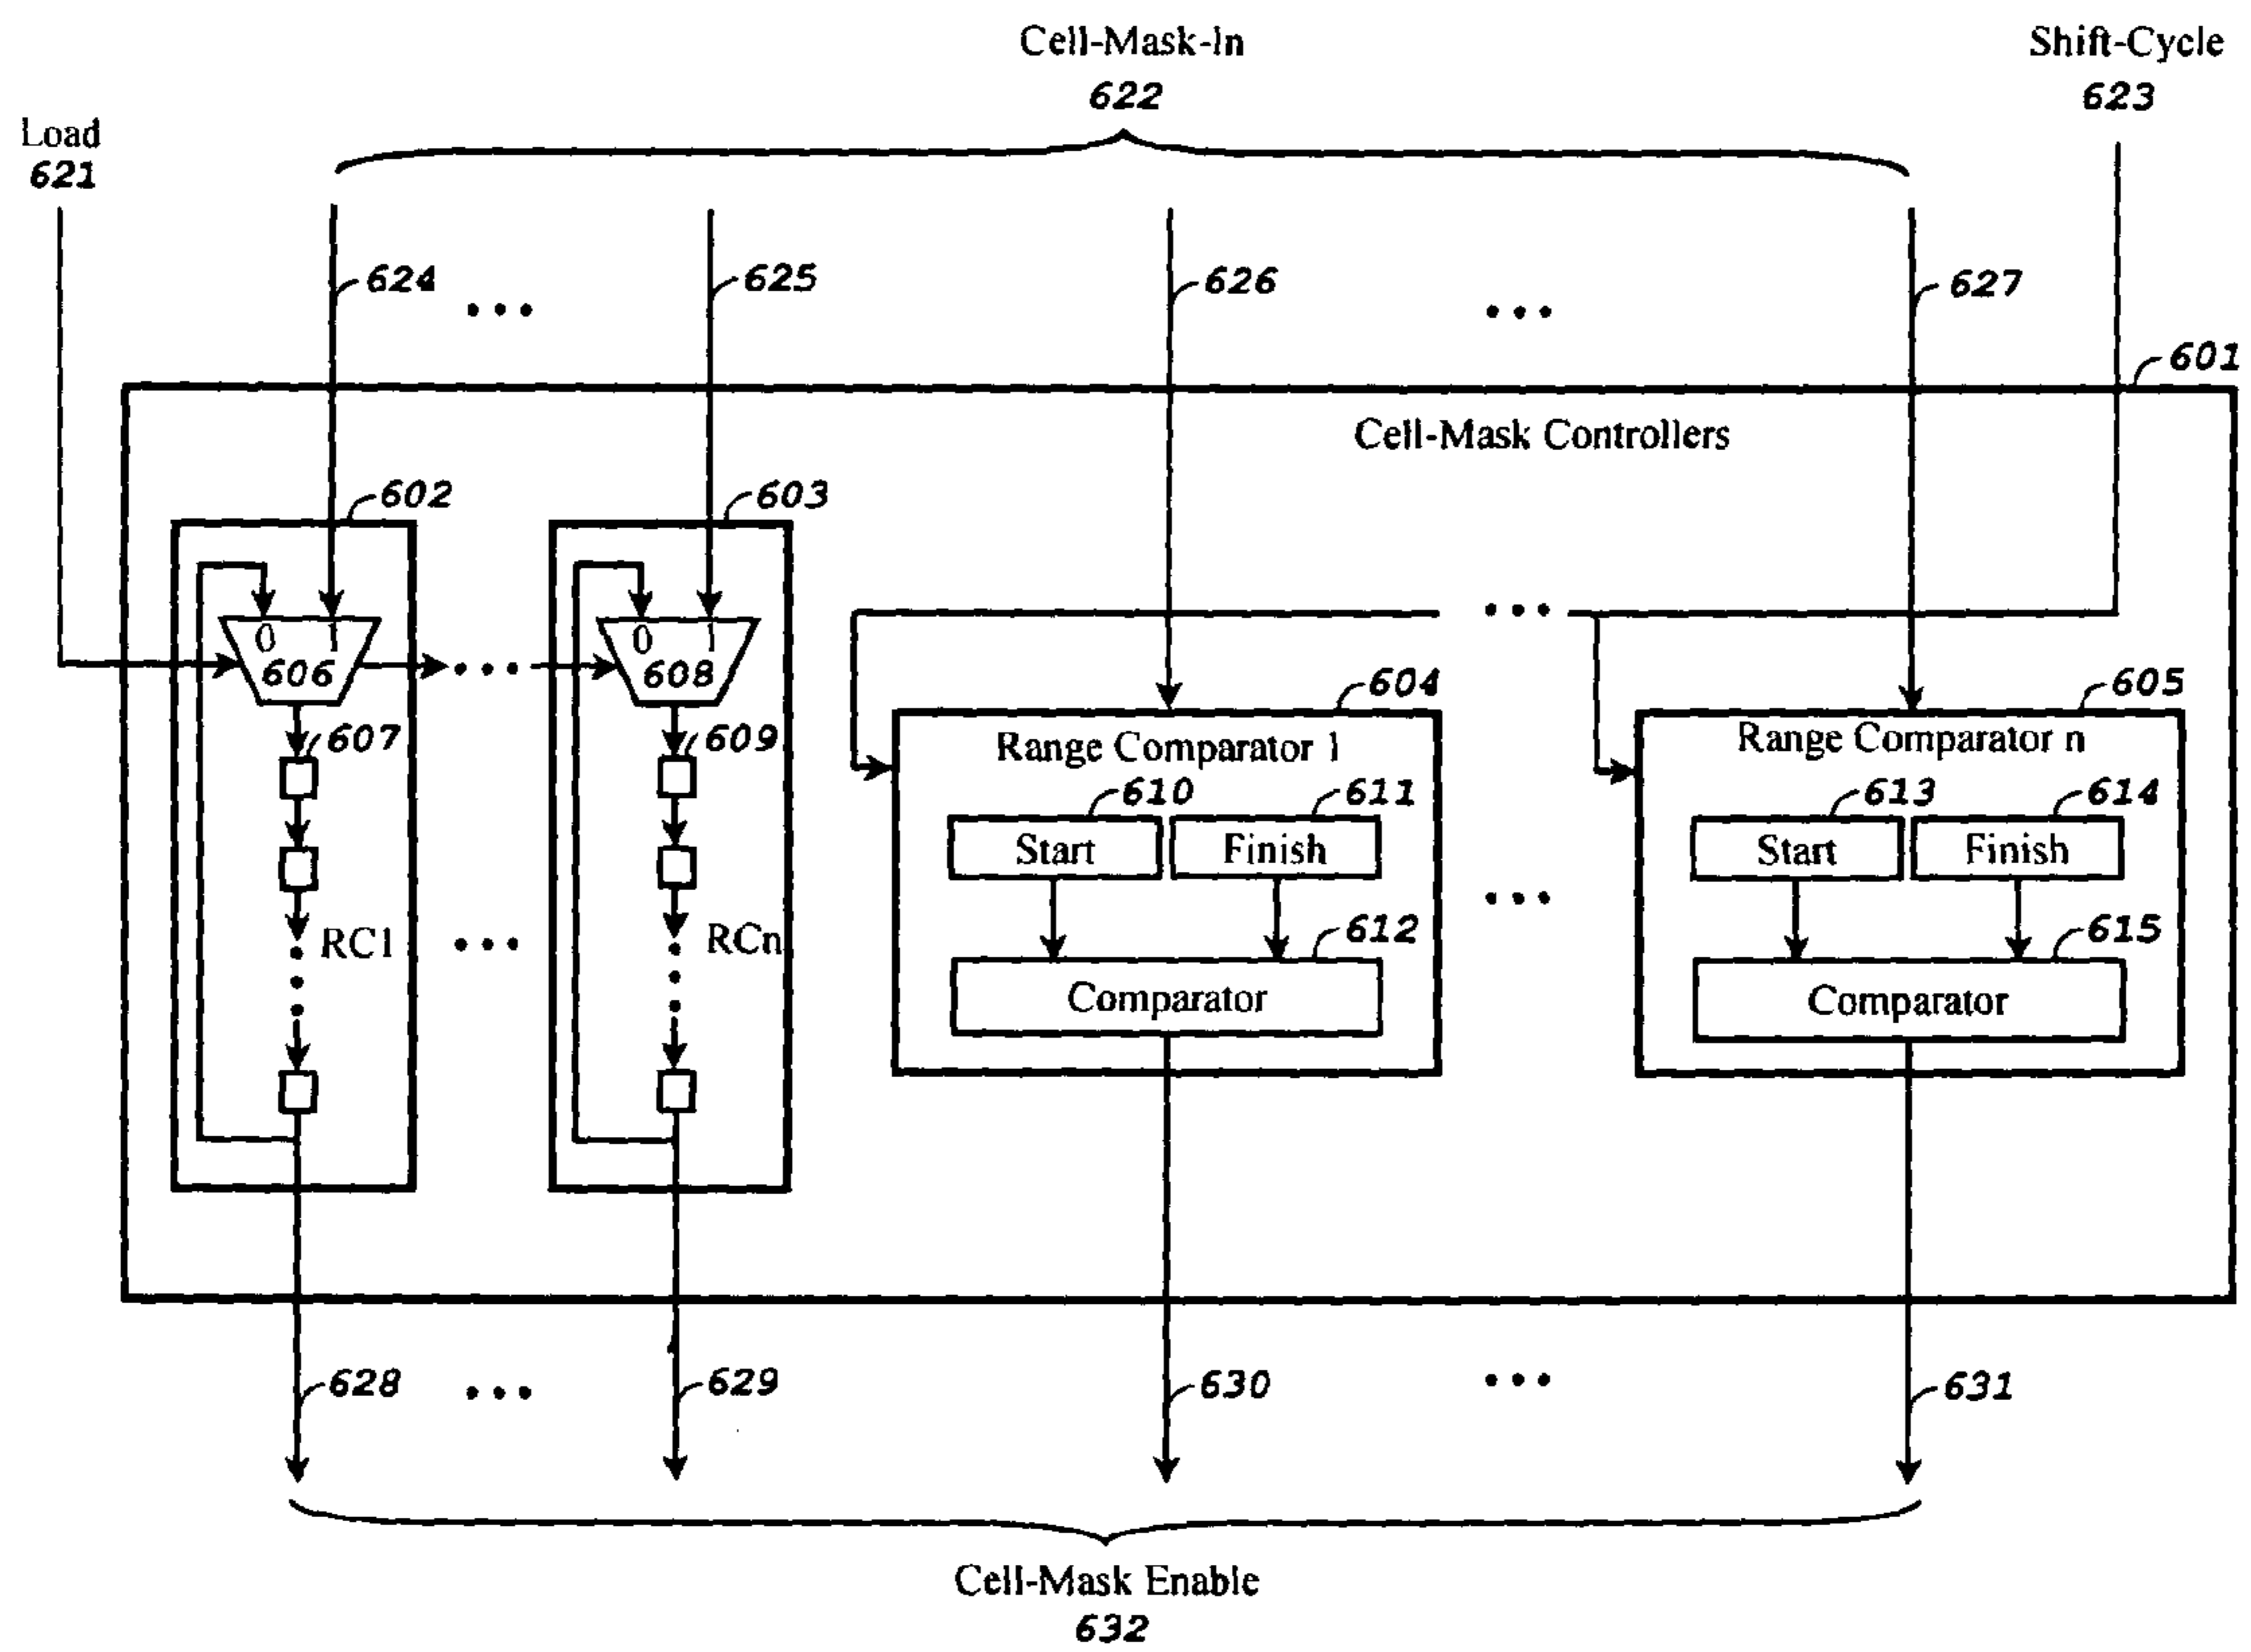 Cell-Mask-In
622
Shift-Cycle
623
Load
621
624
625
626
627
601
Cell-Mask Controllers
602
603
0 1
606
0 1
608
604
605
607
609
Range Comparator 1
Range Comparator n
610
611
613
614
Start
Finish
Start
Finish
RC1
RCn
612
615
Comparator
Comparator
628
629
630
631
Cell-Mask Enable
632